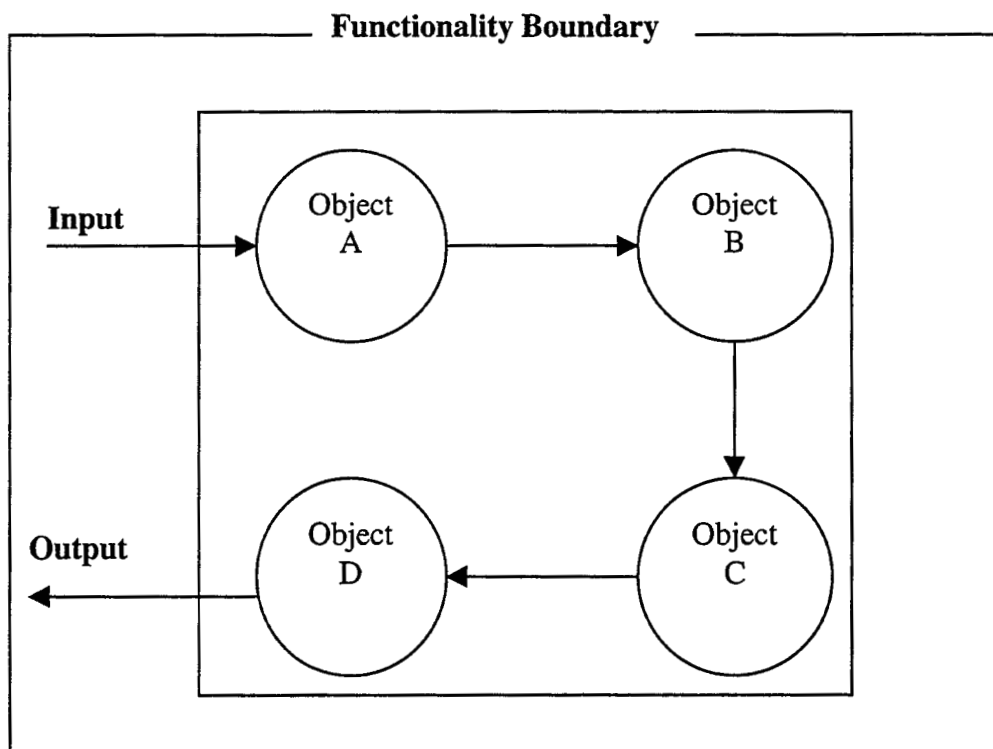 Functionality Boundary
Input
Object
A
Object
B
Output
Object
D
Object
C